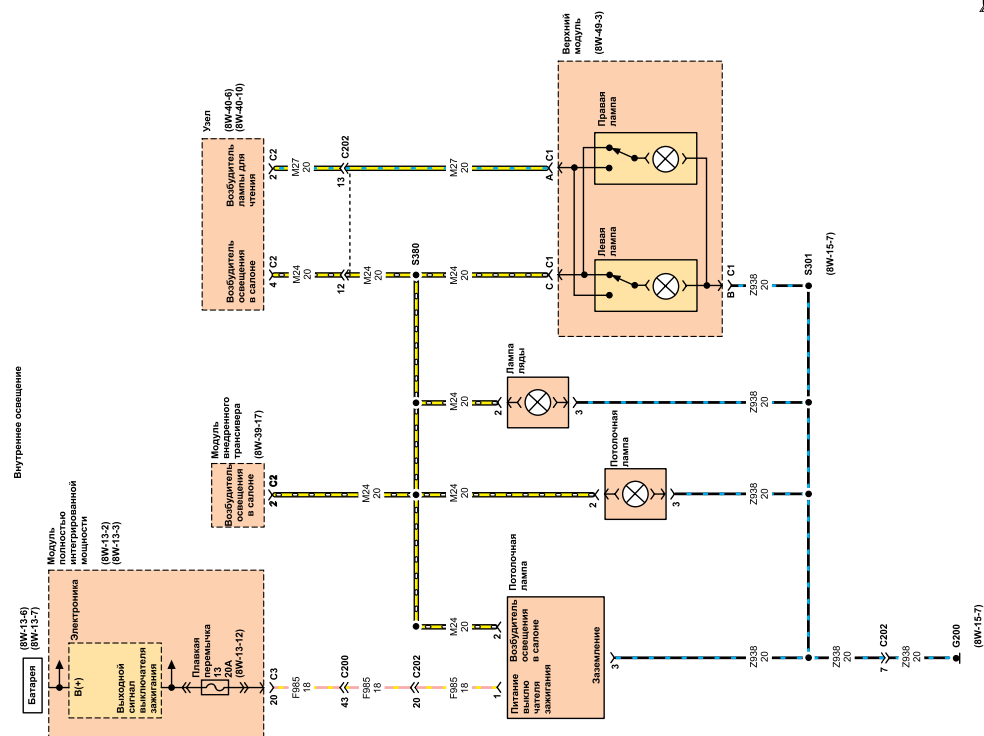 Внутреннее освещение
Батарея
(8W-13-6)
(8W-13-7)
Модуль
полностью
интегрированной
мощности
(8W-13-2)
(8W-13-3)
Электроника
B(+)
Выходной
сигнал
выключателя
зажигания
Плавкая
перемычка
13
20A
(8W-13-12)
20
C3
F985
18
43
C200
F985
18
20
C202
F985
18
1
Питание
выклю
чателя
зажигания
Возбудитель
освещения
в салоне
Заземление
Потолочная
лампа
2
M24
20
3
Z938
20
Модуль
внедренного
трансивера
(8W-39-17)
Возбудитель
освещения
в салоне
2
C2
M24
20
M24
20
2
Потолочная
лампа
3
Z938
20
M24
20
2
Лампа
ляды
3
Z938
20
Узел
(8W-40-6)
(8W-40-10)
Возбудитель
освещения
в салоне
Возбудитель
лампы для
чтения
4
C2
M24
20
12
M24
20
S380
M24
20
C
C1
2
C2
M27
20
13
C202
M27
20
A
C1
Верхний
модуль
(8W-49-3)
Левая
лампа
Правая
лампа
B
C1
Z938
20
S301
(8W-15-7)
Z938
20
7
C202
Z938
20
G200
(8W-15-7)